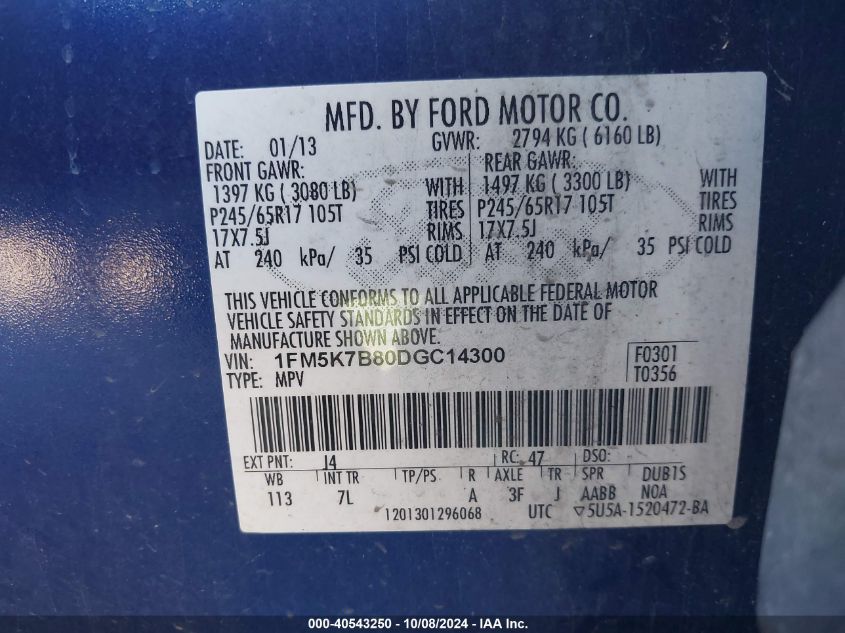 MFD. BY FORD MOTOR CO.
DATE: 01/13 GVWR: 2794 KG ( 6160 LB)
FRONT GAWR: REAR GAWR:
1397 KG ( 3080 LB) WITH 1497 KG ( 3300 LB) WITH
P245/65R17 105T TIRES P245/65R17 105T TIRES
17X7.5J RIMS 17X7.5J RIMS
AT 240 kPa/ 35 PSI COLD AT 240 kPa/ 35 PSI COLD
THIS VEHICLE CONFORMS TO ALL APPLICABLE FEDERAL MOTOR
VEHICLE SAFETY STANDARDS IN EFFECT ON THE DATE OF
MANUFACTURE SHOWN ABOVE.
VIN: 1FM5K7B80DGC14300 F0301
TYPE: MPV T0356
EXT PNT: J4 RC: 47 DSO:
WB INT TR TP/PS R AXLE TR SPR DUB1S
113 7L A 3F J AABB N0A
1201301296068 UTC ▽5U5A-1520472-BA
000-40543250 10/08/2024 - IAA Inc.